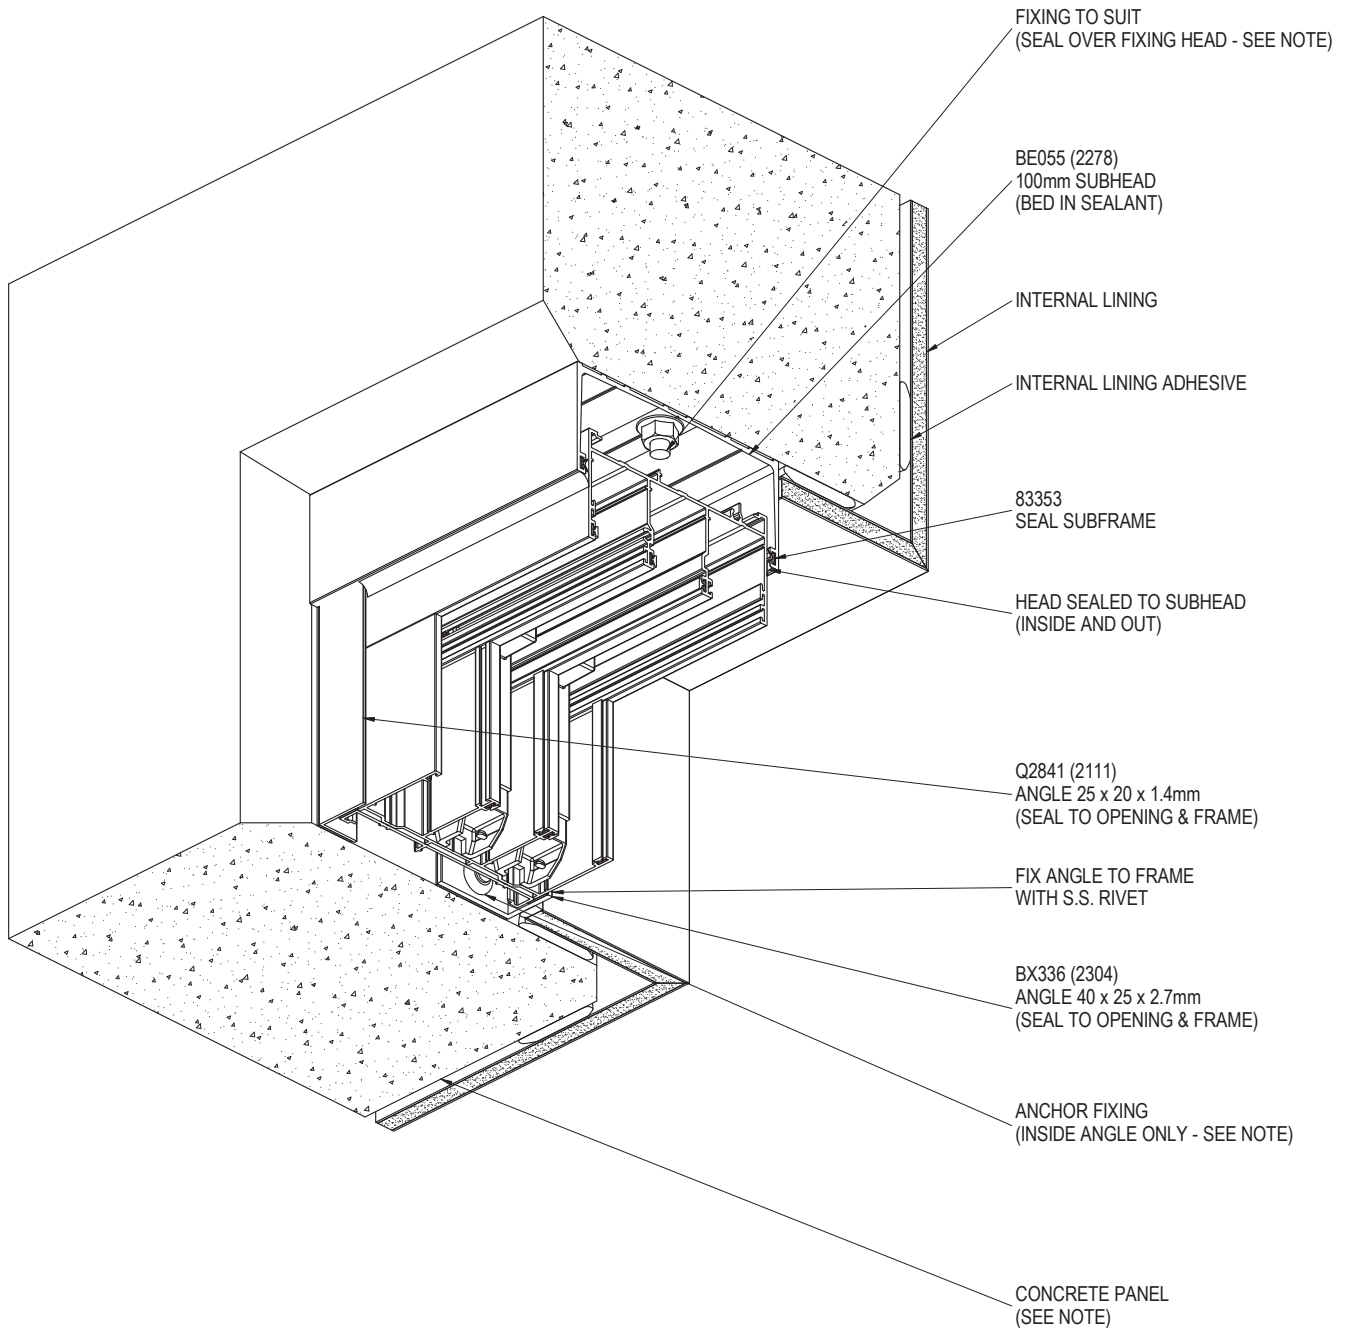 FIXING TO SUIT
(SEAL OVER FIXING HEAD - SEE NOTE)
BE055 (2278)
100mm SUBHEAD
(BED IN SEALANT)
INTERNAL LINING
INTERNAL LINING ADHESIVE
83353
SEAL SUBFRAME
HEAD SEALED TO SUBHEAD
(INSIDE AND OUT)
Q2841 (2111)
ANGLE 25 x 20 x 1.4mm
(SEAL TO OPENING & FRAME)
FIX ANGLE TO FRAME
WITH S.S. RIVET
BX336 (2304)
ANGLE 40 x 25 x 2.7mm
(SEAL TO OPENING & FRAME)
ANCHOR FIXING
(INSIDE ANGLE ONLY - SEE NOTE)
CONCRETE PANEL
(SEE NOTE)